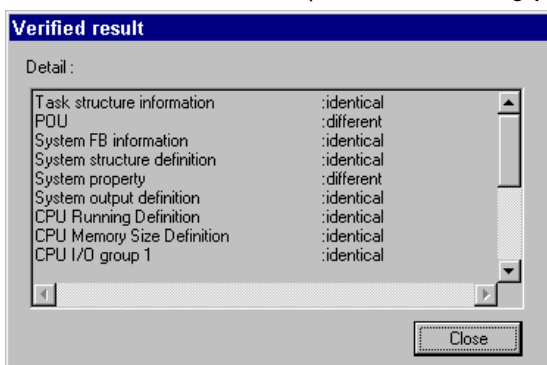 Verified result
Detail :
Task structure information :identical
POU :different
System FB information :identical
System structure definition :identical
System property :different
System output definition :identical
CPU Running Definition :identical
CPU Memory Size Definition :identical
CPU I/O group 1 :identical
Close